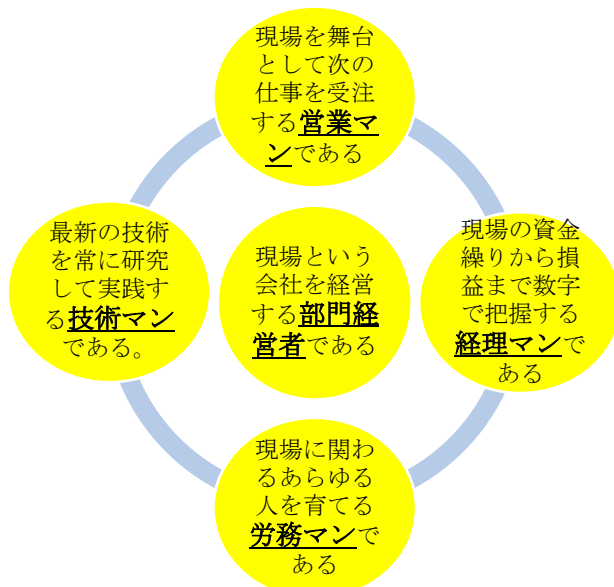 現場を舞台
として次の
仕事を受注
する営業マ
ンである
最新の技術
を常に研究
して実践す
る技術マン
である。
現場という
会社を経営
する部門経
営者である
現場の資金
繰りから損
益まで数字
で把握する
経理マンで
ある
現場に関わ
るあらゆる
人を育てる
労務マンで
ある